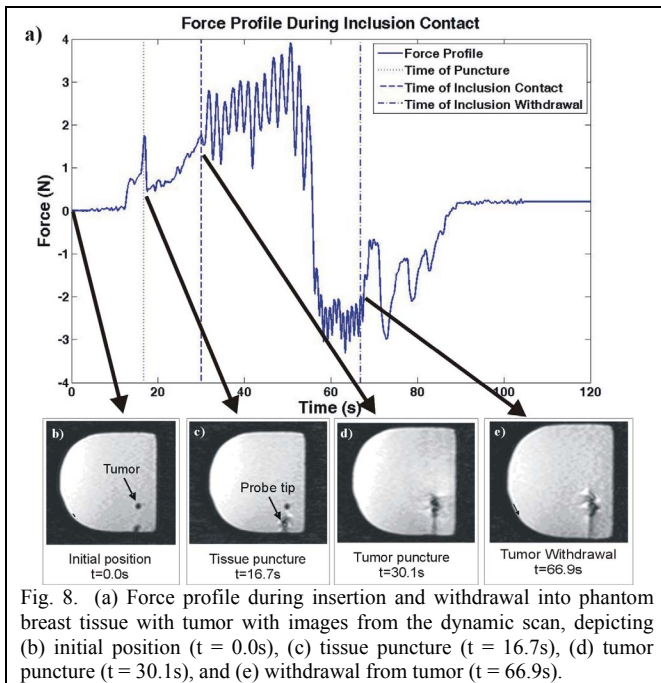 Force Profile During Inclusion Contact
a)
Force Profile
Time of Puncture
Time of Inclusion Contact
Time of Inclusion Withdrawal
4
3
2
1
0
-1
-2
-3
-4
Force (N)
0 20 40 60 80 100 120
Time (s)
b)
Tumor
c)
Probe tip
d)
e)
Initial position
t=0.0s
Tissue puncture
t=16.7s
Tumor puncture
t=30.1s
Tumor Withdrawal
t=66.9s
Fig. 8. (a) Force profile during insertion and withdrawal into phantom
breast tissue with tumor with images from the dynamic scan, depicting
(b) initial position (t = 0.0s), (c) tissue puncture (t = 16.7s), (d) tumor
puncture (t = 30.1s), and (e) withdrawal from tumor (t = 66.9s).